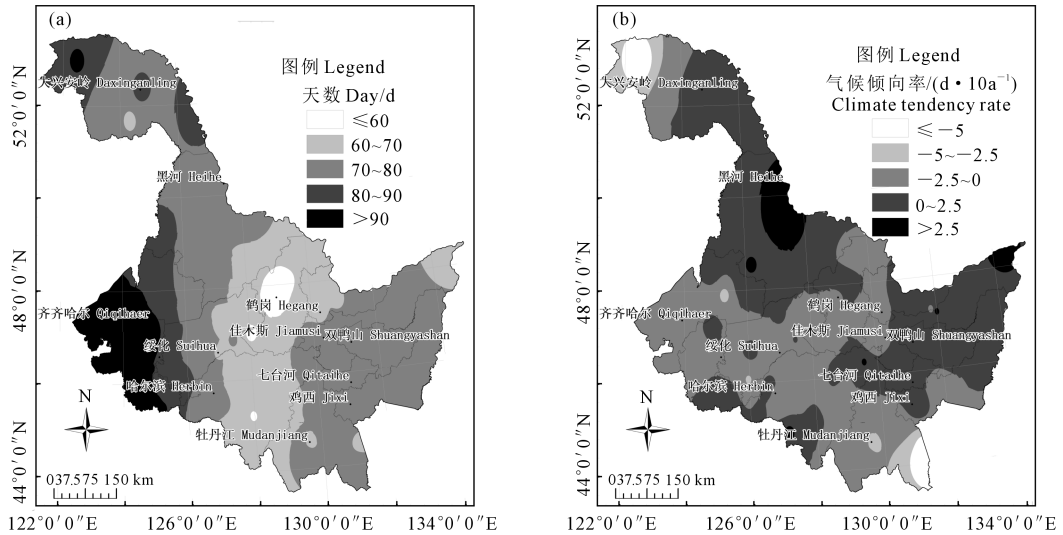 (a)
图例 Legend
天数 Day/d
≤60
60~70
70~80
80~90
>90
大兴安岭 Daxinganling
黑河 Heihe
鹤岗 Hegang
齐齐哈尔 Qiqihaer
佳木斯 Jiamusi
双鸭山 Shuangyashan
绥化 Suihua
七台河 Qitaihe
哈尔滨 Herbin
鸡西 Jixi
牡丹江 Mudanjiang
N
037.575 150 km
52°0′0″N
48°0′0″N
44°0′0″N
122°0′0″E
126°0′0″E
130°0′0″E
134°0′0″E
(b)
图例 Legend
气候倾向率/(d·10a⁻¹)
Climate tendency rate
≤−5
−5~−2.5
−2.5~0
0~2.5
>2.5
大兴安岭 Daxinganling
黑河 Heihe
鹤岗 Hegang
齐齐哈尔 Qiqihaer
佳木斯 Jiamusi
双鸭山 Shuangyashan
绥化 Suihua
七台河 Qitaihe
哈尔滨 Herbin
鸡西 Jixi
牡丹江 Mudanjiang
N
037.575 150 km
52°0′0″N
48°0′0″N
44°0′0″N
122°0′0″E
126°0′0″E
130°0′0″E
134°0′0″E